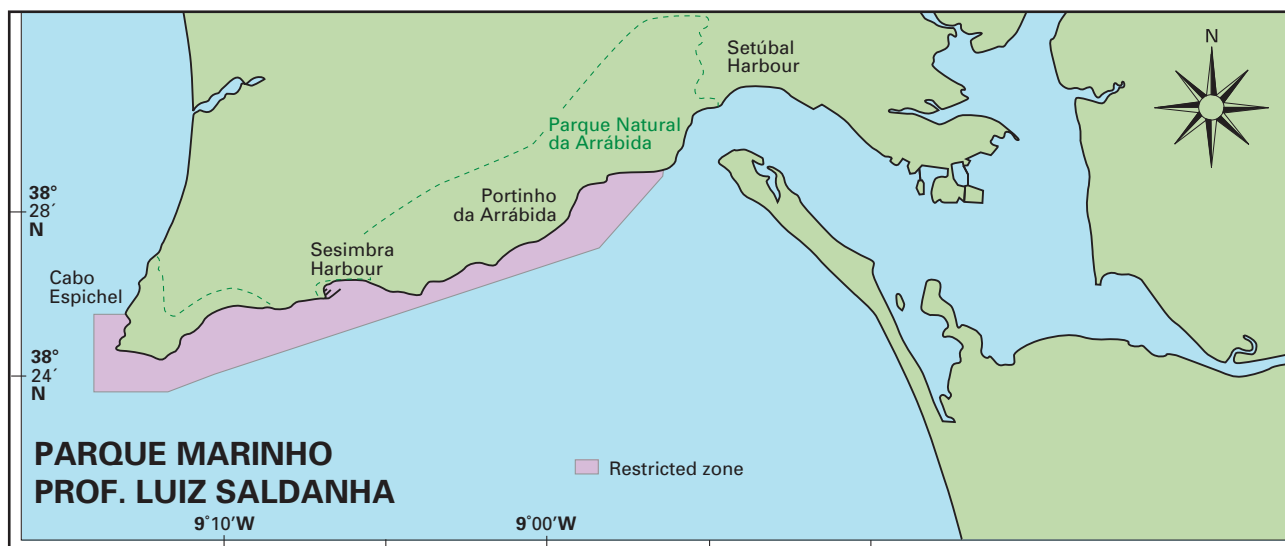 N
Setúbal
Harbour
Parque Natural
da Arrábida
Portinho
da Arrábida
38°
28´
N
Sesimbra
Harbour
Cabo
Espichel
38°
24´
N
PARQUE MARINHO
PROF. LUIZ SALDANHA
Restricted zone
9°10'W
9°00'W